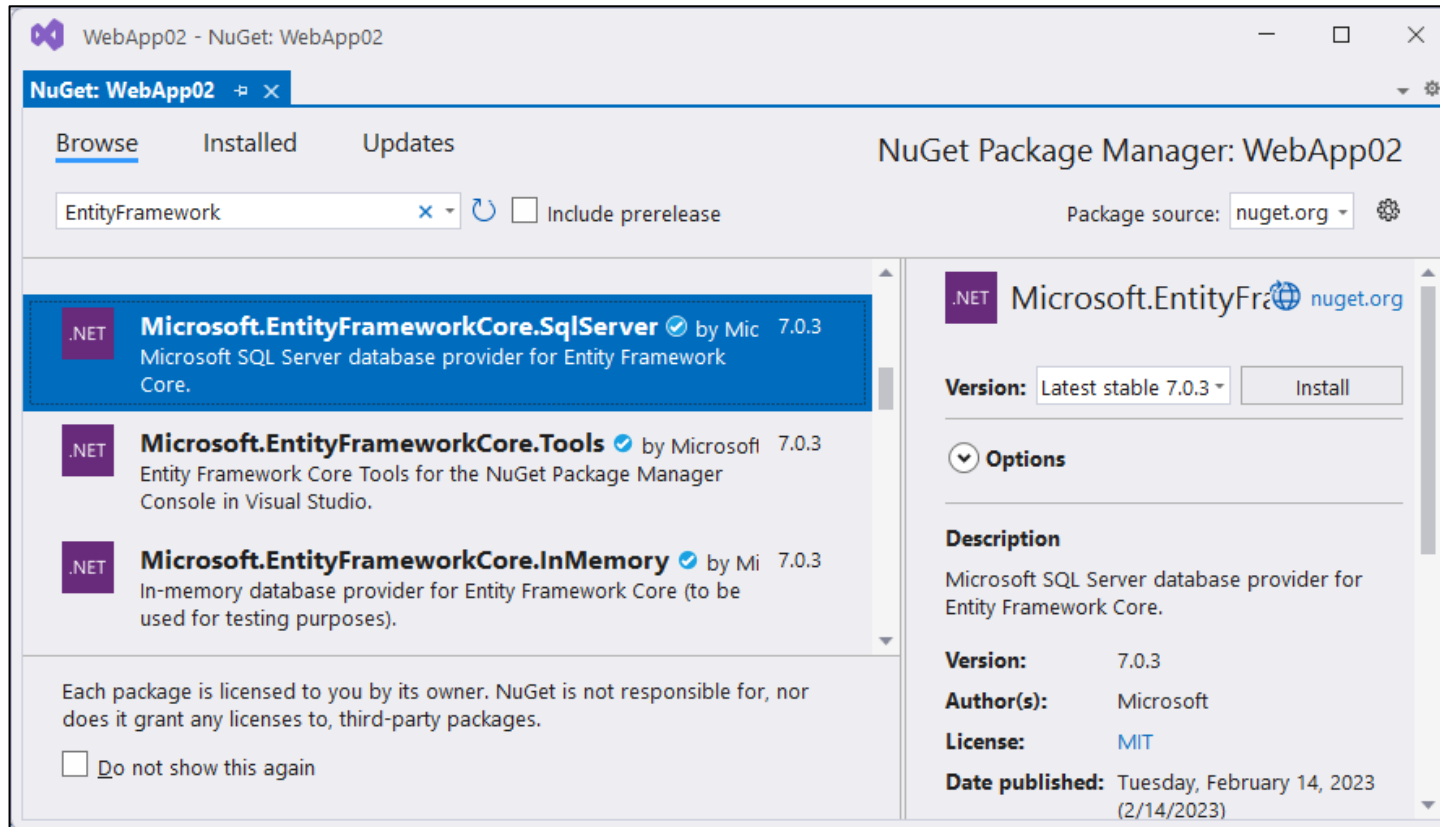 WebApp02 - NuGet: WebApp02
NuGet: WebApp02
Browse Installed Updates
NuGet Package Manager: WebApp02
EntityFramework
Include prerelease
Package source: nuget.org
.NET
Microsoft.EntityFrameworkCore.SqlServer by Mic 7.0.3
Microsoft SQL Server database provider for Entity Framework
Core.
.NET
Microsoft.EntityFrameworkCore.Tools by Microsoft 7.0.3
Entity Framework Core Tools for the NuGet Package Manager
Console in Visual Studio.
.NET
Microsoft.EntityFrameworkCore.InMemory by Mi 7.0.3
In-memory database provider for Entity Framework Core (to be
used for testing purposes).
Each package is licensed to you by its owner. NuGet is not responsible for, nor
does it grant any licenses to, third-party packages.
Do not show this again
.NET
Microsoft.EntityFra nuget.org
Version: Latest stable 7.0.3 Install
Options
Description
Microsoft SQL Server database provider for
Entity Framework Core.
Version: 7.0.3
Author(s): Microsoft
License: MIT
Date published: Tuesday, February 14, 2023
(2/14/2023)